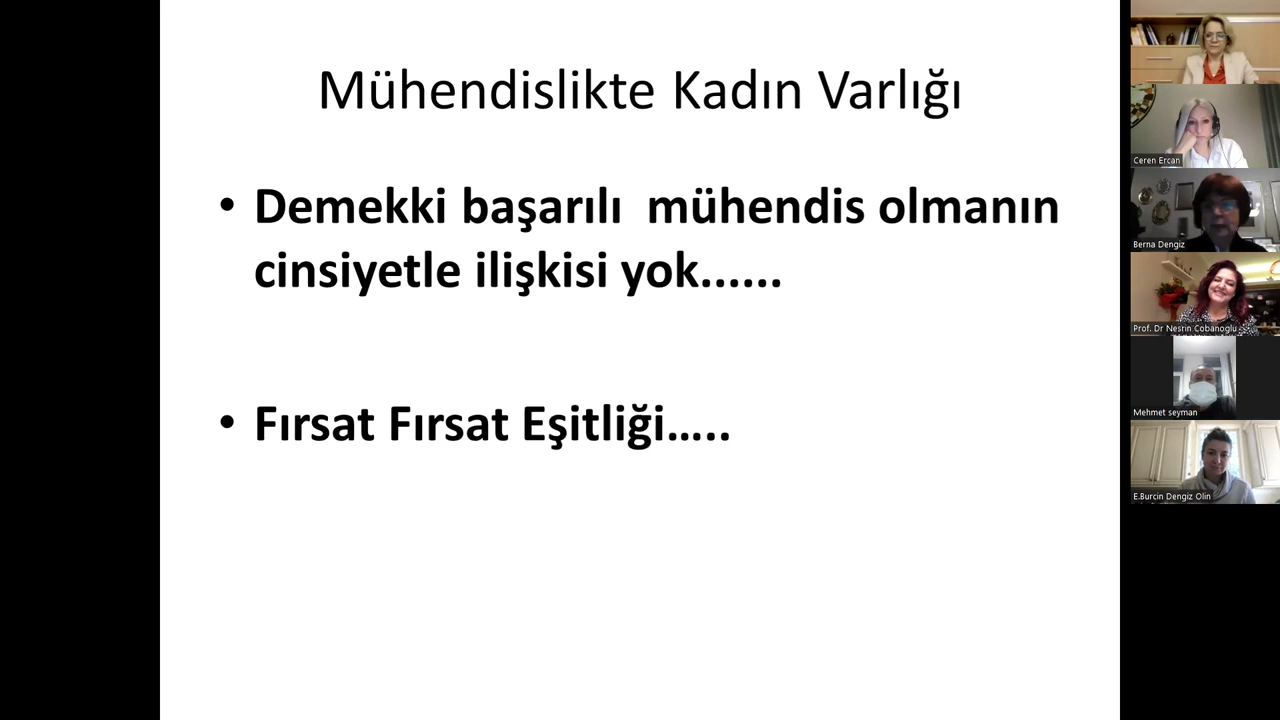 Mühendislikte Kadın Varlığı
• Demekki başarılı  mühendis olmanın
cinsiyetle ilişkisi yok......
• Fırsat Fırsat Eşitliği.....
Ceren Ercan
Berna Dengiz
Prof. Dr Nesrin Cobanoglu
Mehmet seyman
E.Burcin Dengiz Olin